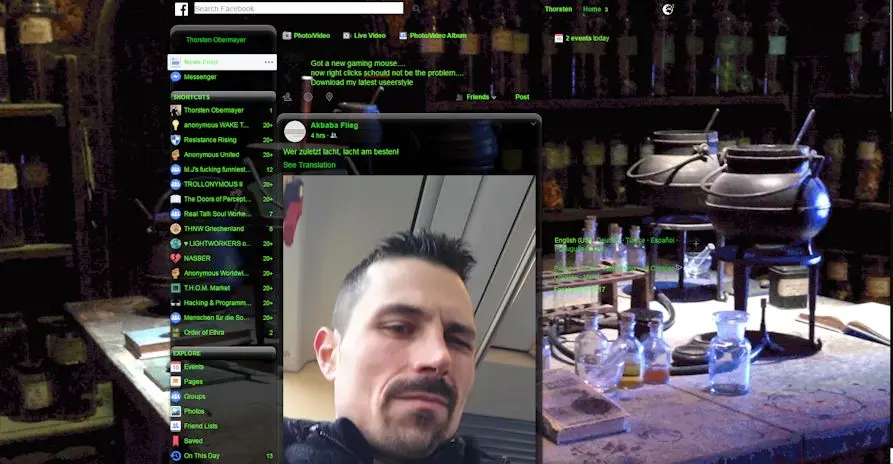 Search Facebook
Thorsten
Home 3
Thorsten Obermayer
News Feed
Messenger
SHORTCUTS
Thorsten Obermayer 1
anonymous WAKE T... 20+
Resistance Rising 20+
Anonymous United 20+
M.J's fucking funniest... 12
TROLLONYMOUS II 20+
The Doors of Percept... 20+
Real Talk Soul Worke... 7
THNW Griechenland 8
♥ LIGHTWORKERS o... 20+
NASBER 20+
Anonymous Worldwi... 20+
T.H.O.M. Market 20+
Hacking & Programm... 20+
Menschen für die So... 20+
Order of Ethra 2
EXPLORE
Events
Pages
Groups
Photos
Friend Lists
Saved
On This Day 13
Photo/Video
Live Video
Photo/Video Album
Got a new gaming mouse....
now right clicks schould not be the problem....
Download my latest useerstyle
Friends
Post
Akbaba Flieg
4 hrs
Wer zuletzt lacht, lacht am besten!
See Translation
2 events today
English (US) · Deutsch · Türkçe · Español ·